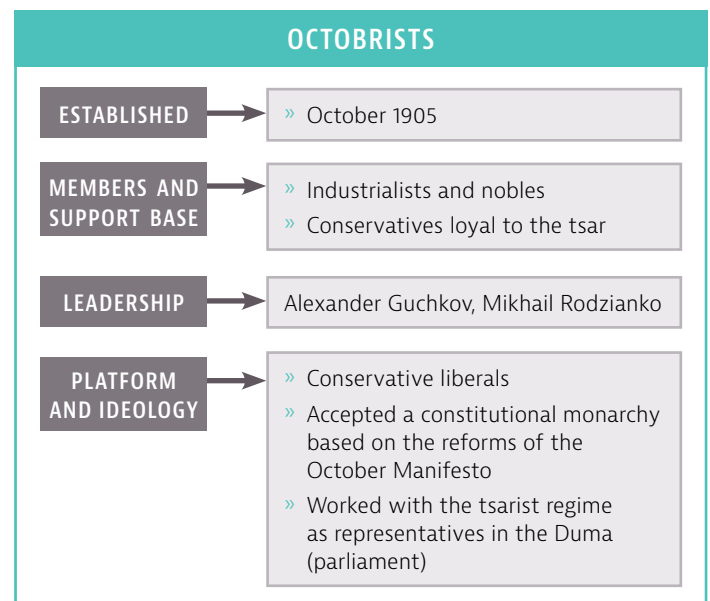 OCTOBRISTS
ESTABLISHED
» October 1905
MEMBERS AND
SUPPORT BASE
» Industrialists and nobles
» Conservatives loyal to the tsar
LEADERSHIP
Alexander Guchkov, Mikhail Rodzianko
PLATFORM
AND IDEOLOGY
» Conservative liberals
» Accepted a constitutional monarchy
based on the reforms of the
October Manifesto
» Worked with the tsarist regime
as representatives in the Duma
(parliament)